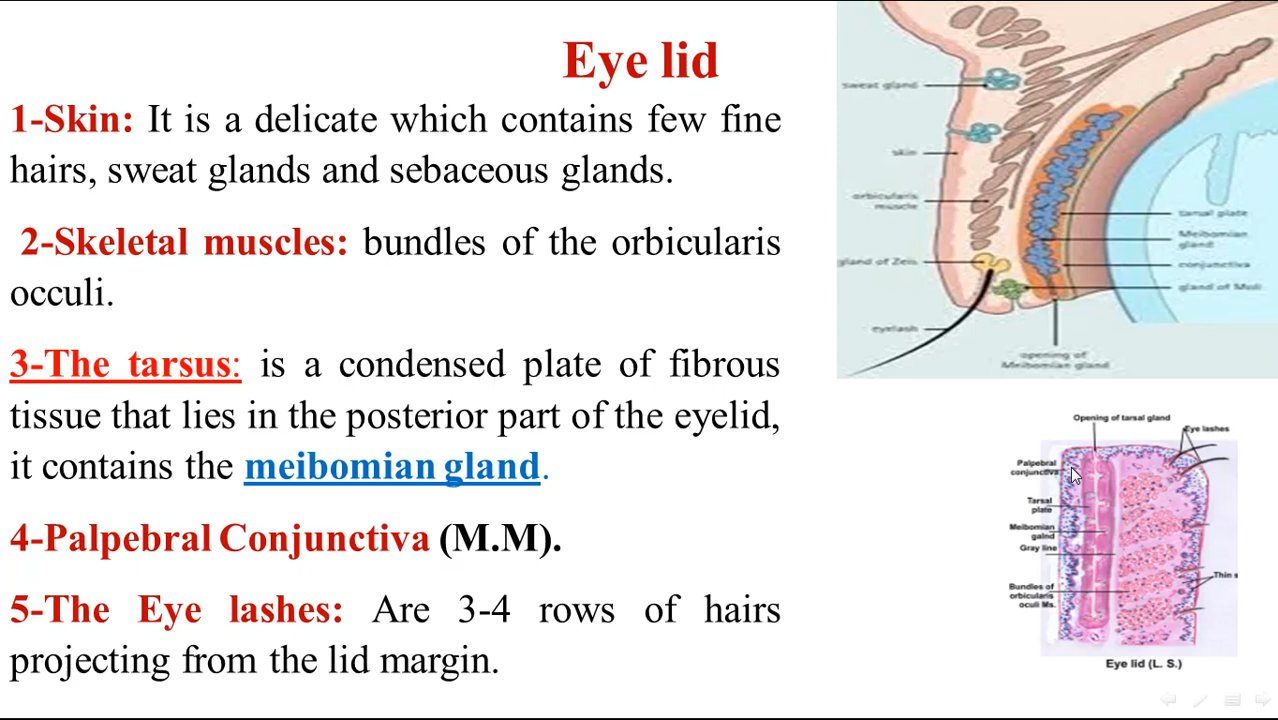 Eye lid
1-Skin: It is a delicate which contains few fine
hairs, sweat glands and sebaceous glands.
2-Skeletal muscles: bundles of the orbicularis
occuli.
3-The tarsus: is a condensed plate of fibrous
tissue that lies in the posterior part of the eyelid,
it contains the meibomian gland.
4-Palpebral Conjunctiva (M.M).
5-The Eye lashes: Are 3-4 rows of hairs
projecting from the lid margin.
sweat gland
skin
orbicularis
muscle
gland of Zeis
eyelash
tarsal plate
Meibomian
gland
conjunctiva
gland of Moll
opening of
Meibomian gland
Opening of tarsal gland
Eye lashes
Palpebral
conjunctiva
Tarsal
plate
Meibomian
galnd
Gray line
Bundles of
orbicularis
oculi Ms.
Thin s
Eye lid (L. S.)